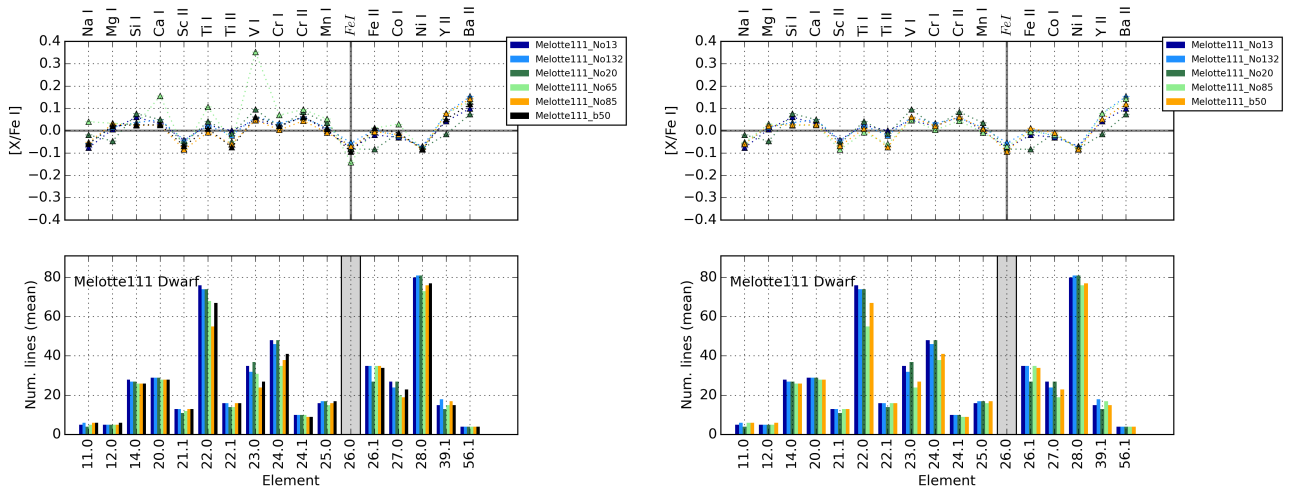 Na I Mg I Si I Ca I Sc II Ti I Ti II V I Cr I Cr II Mn I FeI Fe II Co I Ni I Y II Ba II
0.4
0.3
0.2
0.1
0.0
−0.1
−0.2
−0.3
−0.4
[X/Fe I]
Melotte111_No13
Melotte111_No132
Melotte111_No20
Melotte111_No65
Melotte111_No85
Melotte111_b50
Melotte111 Dwarf
80
60
40
20
0
Num. lines (mean)
11.0 12.0 14.0 20.0 21.1 22.0 22.1 23.0 24.0 24.1 25.0 26.0 26.1 27.0 28.0 39.1 56.1
Element
Na I Mg I Si I Ca I Sc II Ti I Ti II V I Cr I Cr II Mn I FeI Fe II Co I Ni I Y II Ba II
0.4
0.3
0.2
0.1
0.0
−0.1
−0.2
−0.3
−0.4
[X/Fe I]
Melotte111_No13
Melotte111_No132
Melotte111_No20
Melotte111_No85
Melotte111_b50
Melotte111 Dwarf
80
60
40
20
0
Num. lines (mean)
11.0 12.0 14.0 20.0 21.1 22.0 22.1 23.0 24.0 24.1 25.0 26.0 26.1 27.0 28.0 39.1 56.1
Element